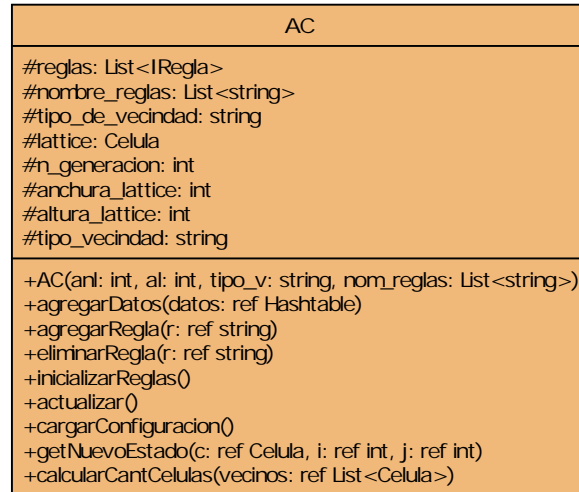 AC
#reglas: List<IRegla>
#nombre_reglas: List<string>
#tipo_de_vecindad: string
#lattice: Celula
#n_generacion: int
#anchura_lattice: int
#altura_lattice: int
#tipo_vecindad: string
+AC(anl: int, al: int, tipo_v: string, nom_reglas: List<string>)
+agregarDatos(datos: ref Hashtable)
+agregarRegla(r: ref string)
+eliminarRegla(r: ref string)
+inicializarReglas()
+actualizar()
+cargarConfiguracion()
+getNuevoEstado(c: ref Celula, i: ref int, j: ref int)
+calcularCantCelulas(vecinos: ref List<Celula>)